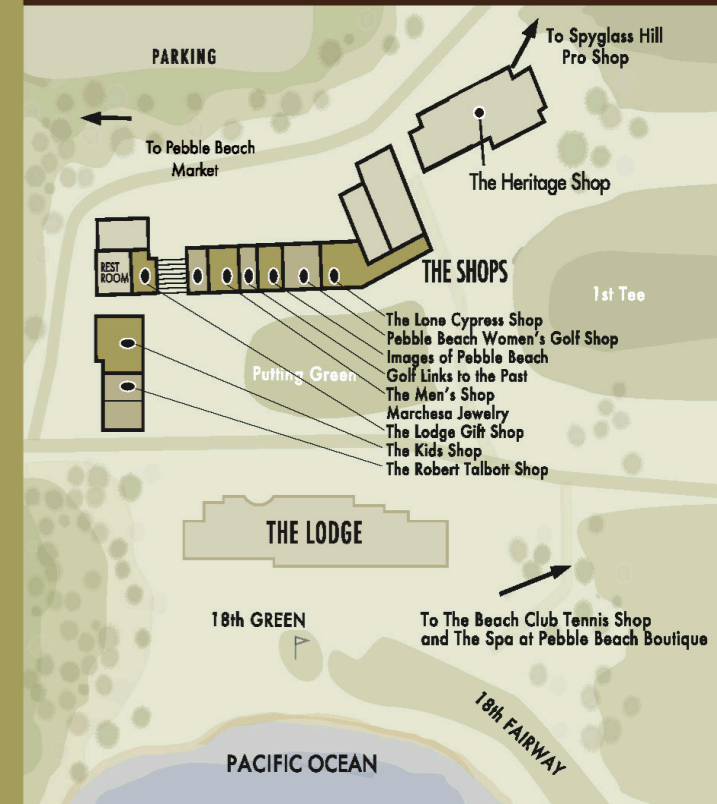 To Spyglass Hill
Pro Shop
PARKING
To Pebble Beach
Market
The Heritage Shop
REST
ROOM
THE SHOPS
1st Tee
The Lone Cypress Shop
Pebble Beach Women's Golf Shop
Images of Pebble Beach
Golf Links to the Past
The Men's Shop
Marchesa Jewelry
The Lodge Gift Shop
The Kids Shop
The Robert Talbott Shop
Putting Green
THE LODGE
18th GREEN
To The Beach Club Tennis Shop
and The Spa at Pebble Beach Boutique
18th FAIRWAY
PACIFIC OCEAN